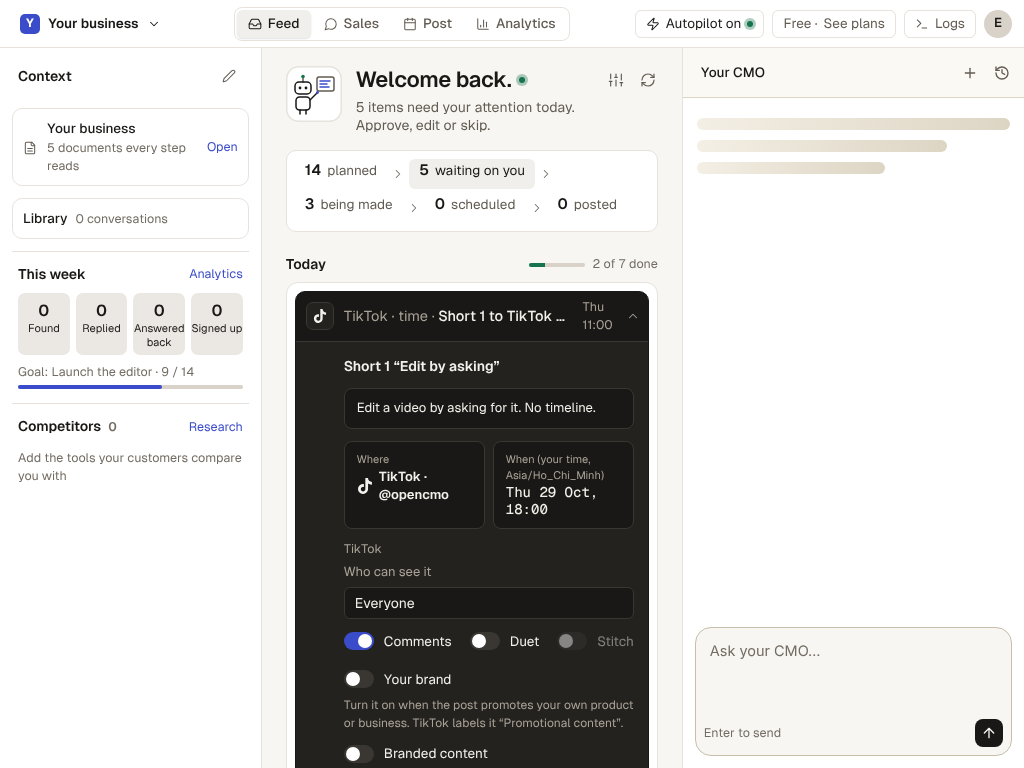 Y Your business
Feed
Sales
Post
Analytics
Autopilot on
Free · See plans
Logs
E
Context
Your business
5 documents every step reads
Open
Library 0 conversations
This week
Analytics
0 Found
0 Replied
0 Answered back
0 Signed up
Goal: Launch the editor · 9 / 14
Competitors 0
Research
Add the tools your customers compare
you with
Welcome back.
5 items need your attention today.
Approve, edit or skip.
14 planned
5 waiting on you
3 being made
0 scheduled
0 posted
Today
2 of 7 done
TikTok · time · Short 1 to TikTok ...
Thu 11:00
Short 1 “Edit by asking”
Edit a video by asking for it. No timeline.
Where
TikTok ·
@opencmo
When (your time,
Asia/Ho_Chi_Minh)
Thu 29 Oct,
18:00
TikTok
Who can see it
Everyone
Comments
Duet
Stitch
Your brand
Turn it on when the post promotes your own product
or business. TikTok labels it “Promotional content”.
Branded content
Your CMO
Ask your CMO...
Enter to send